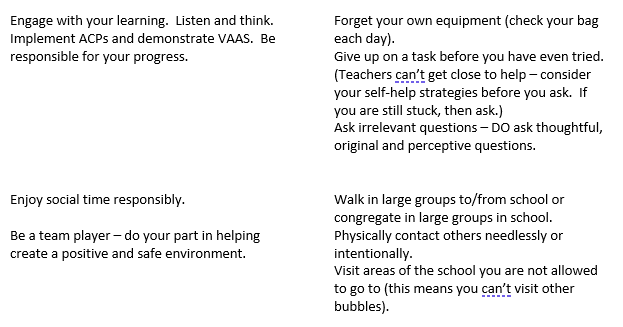 Engage with your learning.  Listen and think.
Implement ACPs and demonstrate VAAS.  Be
responsible for your progress.
Forget your own equipment (check your bag
each day).
Give up on a task before you have even tried.
(Teachers can't get close to help – consider
your self-help strategies before you ask.  If
you are still stuck, then ask.)
Ask irrelevant questions – DO ask thoughtful,
original and perceptive questions.
Enjoy social time responsibly.
Be a team player – do your part in helping
create a positive and safe environment.
Walk in large groups to/from school or
congregate in large groups in school.
Physically contact others needlessly or
intentionally.
Visit areas of the school you are not allowed
to go to (this means you can't visit other
bubbles).